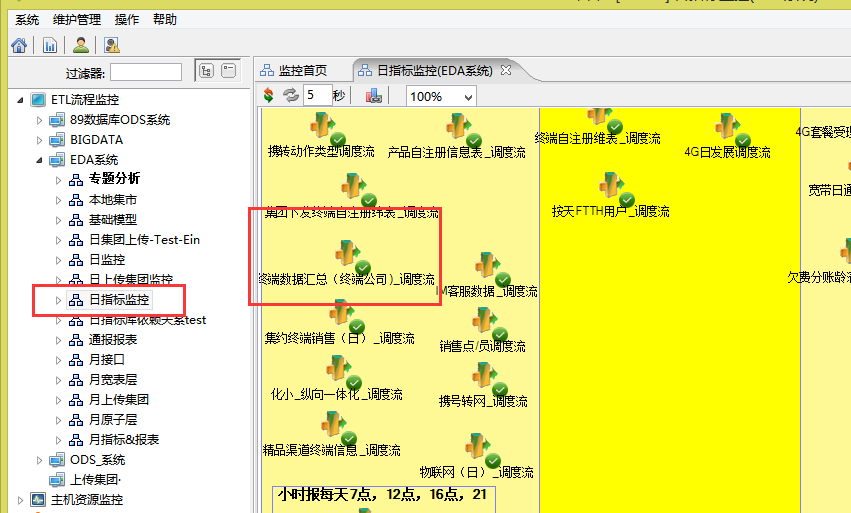 系统 维护管理 操作 帮助
过滤器:
ETL流程监控
89数据库ODS系统
BIGDATA
EDA系统
专题分析
本地集市
基础模型
日集团上传-Test-Ein
日监控
日上传集团监控
日指标监控
日指标库依赖关系test
通报报表
月接口
月宽表层
月上传集团
月原子层
月指标&报表
ODS_系统
上传集团·
主机资源监控
监控首页 日指标监控(EDA系统)
5 秒 100%
携转动作类型调度流 产品自注册信息表_调度流 终端自注册维表_调度流 4G日发展调度流 4G套餐受理
集团下发终端自注册纬表_调度流 按天FTTH用户_调度流 宽带日通
终端数据汇总（终端公司)_调度流 IM客服数据_调度流 欠费分账龄清
集约终端销售（日）_调度流 销售点/员调度流
化小_纵向一体化_调度流 携号转网_调度流
精品渠道终端信息_调度流 物联网（日）_调度流
小时报每天7点，12点，16点，21